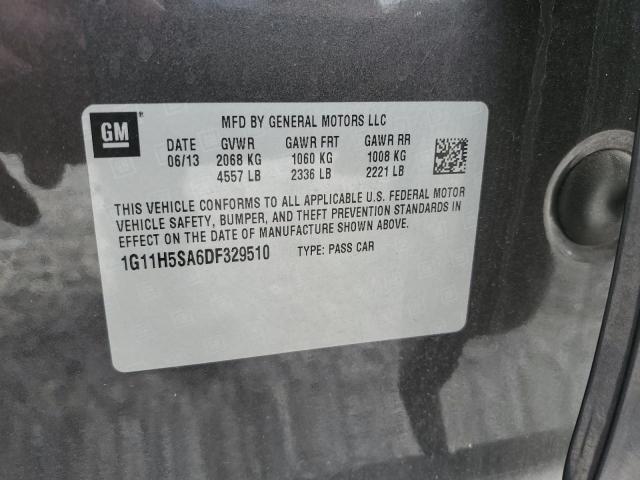 GM
MFD BY GENERAL MOTORS LLC
DATE GVWR GAWR FRT GAWR RR
06/13 2068 KG 1060 KG 1008 KG
4557 LB 2336 LB 2221 LB
THIS VEHICLE CONFORMS TO ALL APPLICABLE U.S. FEDERAL MOTOR
VEHICLE SAFETY, BUMPER, AND THEFT PREVENTION STANDARDS IN
EFFECT ON THE DATE OF MANUFACTURE SHOWN ABOVE.
1G11H5SA6DF329510 TYPE: PASS CAR